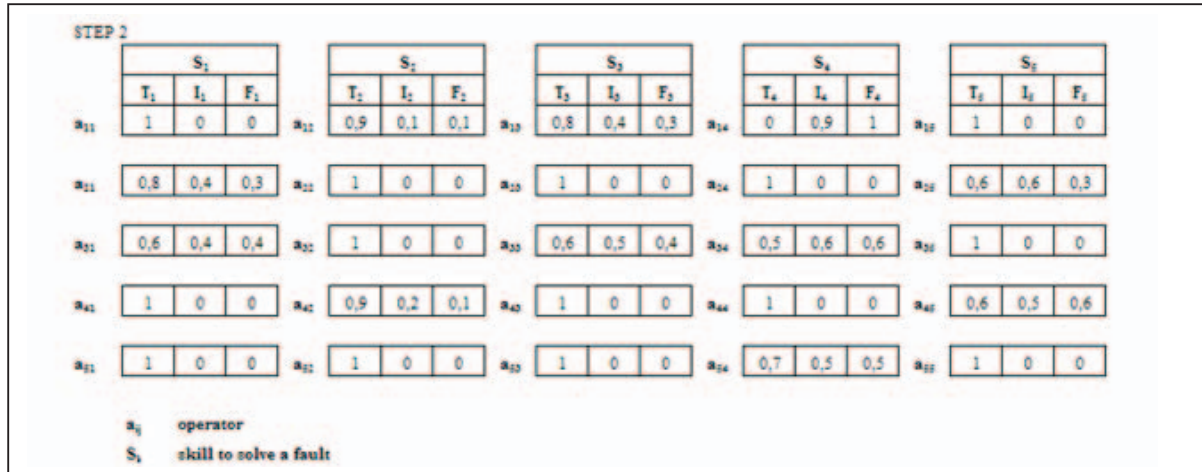 STEP 2
S₁ S₂ S₃ S₄ S₅
T₁ I₁ F₁ T₂ I₂ F₂ T₃ I₃ F₃ T₄ I₄ F₄ T₅ I₅ F₅
a₁₁ 1 0 0 a₁₂ 0,9 0,1 0,1 a₁₃ 0,8 0,4 0,3 a₁₄ 0 0,9 1 a₁₅ 1 0 0
a₂₁ 0,8 0,4 0,3 a₂₂ 1 0 0 a₂₃ 1 0 0 a₂₄ 1 0 0 a₂₅ 0,6 0,6 0,3
a₃₁ 0,6 0,4 0,4 a₃₂ 1 0 0 a₃₃ 0,6 0,5 0,4 a₃₄ 0,5 0,6 0,6 a₃₅ 1 0 0
a₄₁ 1 0 0 a₄₂ 0,9 0,2 0,1 a₄₃ 1 0 0 a₄₄ 1 0 0 a₄₅ 0,6 0,5 0,6
a₅₁ 1 0 0 a₅₂ 1 0 0 a₅₃ 1 0 0 a₅₄ 0,7 0,5 0,5 a₅₅ 1 0 0
aᵢⱼ operator
Sᵢ skill to solve a fault